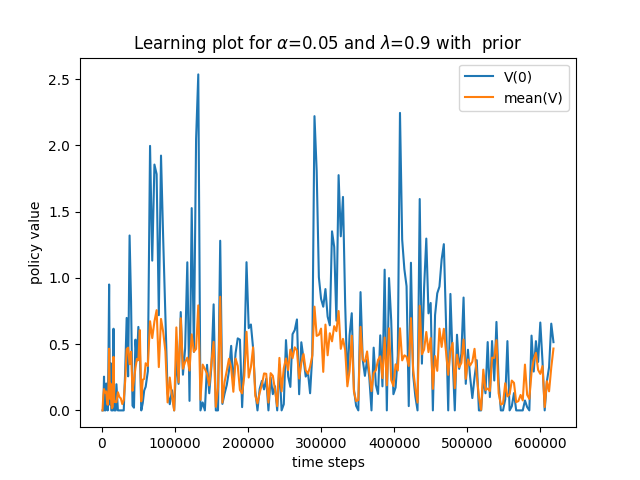 Learning plot for α=0.05 and λ=0.9 with  prior
V(0)
mean(V)
policy value
2.5
2.0
1.5
1.0
0.5
0.0
0 100000 200000 300000 400000 500000 600000
time steps